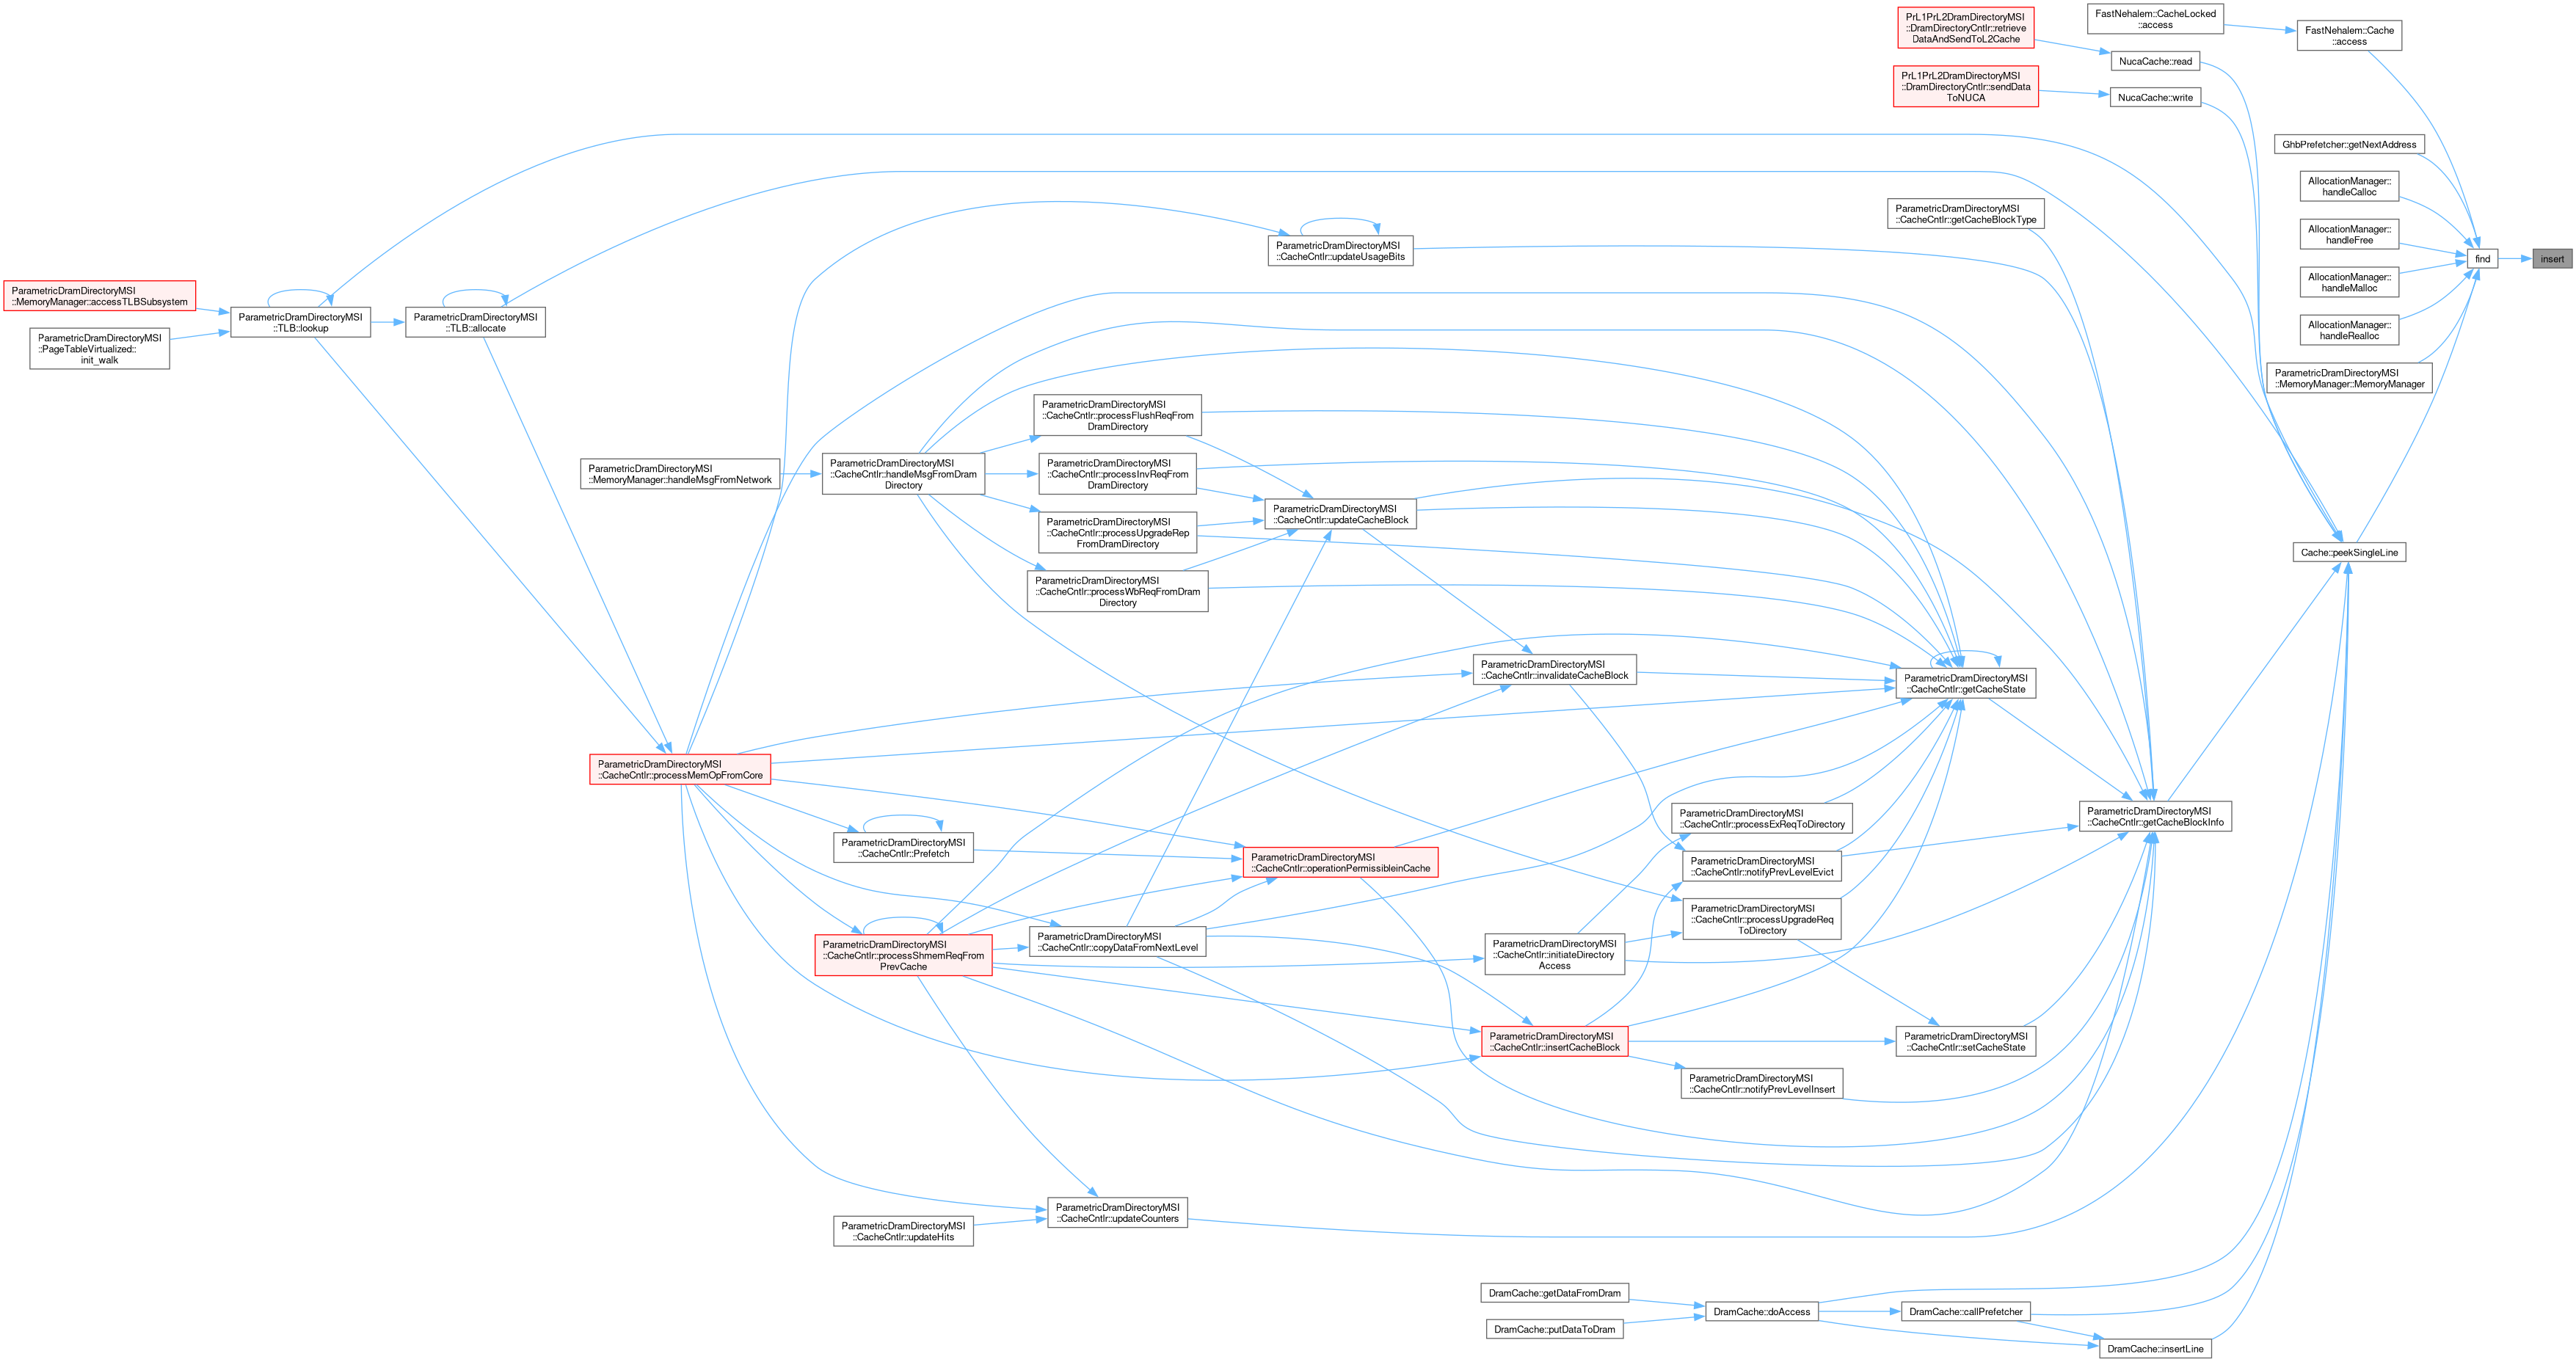 PrL1PrL2DramDirectoryMSI
::DramDirectoryCntlr::retrieve
DataAndSendToL2Cache
FastNehalem::CacheLocked
::access
FastNehalem::Cache
::access
NucaCache::read
PrL1PrL2DramDirectoryMSI
::DramDirectoryCntlr::sendData
ToNUCA
NucaCache::write
GhbPrefetcher::getNextAddress
AllocationManager::
handleCalloc
AllocationManager::
handleFree
find
insert
AllocationManager::
handleMalloc
AllocationManager::
handleRealloc
ParametricDramDirectoryMSI
::MemoryManager::MemoryManager
ParametricDramDirectoryMSI
::CacheCntlr::getCacheBlockType
ParametricDramDirectoryMSI
::CacheCntlr::updateUsageBits
ParametricDramDirectoryMSI
::MemoryManager::accessTLBSubsystem
ParametricDramDirectoryMSI
::PageTableVirtualized::
init_walk
ParametricDramDirectoryMSI
::TLB::lookup
ParametricDramDirectoryMSI
::TLB::allocate
ParametricDramDirectoryMSI
::CacheCntlr::processFlushReqFrom
DramDirectory
ParametricDramDirectoryMSI
::MemoryManager::handleMsgFromNetwork
ParametricDramDirectoryMSI
::CacheCntlr::handleMsgFromDram
Directory
ParametricDramDirectoryMSI
::CacheCntlr::processInvReqFrom
DramDirectory
ParametricDramDirectoryMSI
::CacheCntlr::updateCacheBlock
ParametricDramDirectoryMSI
::CacheCntlr::processUpgradeRep
FromDramDirectory
ParametricDramDirectoryMSI
::CacheCntlr::processWbReqFromDram
Directory
Cache::peekSingleLine
ParametricDramDirectoryMSI
::CacheCntlr::invalidateCacheBlock
ParametricDramDirectoryMSI
::CacheCntlr::getCacheState
ParametricDramDirectoryMSI
::CacheCntlr::processMemOpFromCore
ParametricDramDirectoryMSI
::CacheCntlr::processExReqToDirectory
ParametricDramDirectoryMSI
::CacheCntlr::getCacheBlockInfo
ParametricDramDirectoryMSI
::CacheCntlr::Prefetch
ParametricDramDirectoryMSI
::CacheCntlr::operationPermissibleinCache
ParametricDramDirectoryMSI
::CacheCntlr::notifyPrevLevelEvict
ParametricDramDirectoryMSI
::CacheCntlr::processUpgradeReq
ToDirectory
ParametricDramDirectoryMSI
::CacheCntlr::processShmemReqFrom
PrevCache
ParametricDramDirectoryMSI
::CacheCntlr::copyDataFromNextLevel
ParametricDramDirectoryMSI
::CacheCntlr::initiateDirectory
Access
ParametricDramDirectoryMSI
::CacheCntlr::insertCacheBlock
ParametricDramDirectoryMSI
::CacheCntlr::setCacheState
ParametricDramDirectoryMSI
::CacheCntlr::notifyPrevLevelInsert
ParametricDramDirectoryMSI
::CacheCntlr::updateCounters
ParametricDramDirectoryMSI
::CacheCntlr::updateHits
DramCache::getDataFromDram
DramCache::putDataToDram
DramCache::doAccess
DramCache::callPrefetcher
DramCache::insertLine